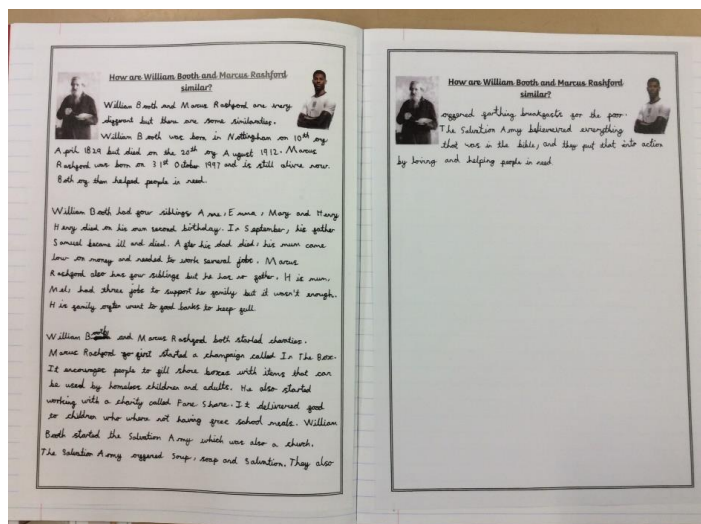 How are William Booth and Marcus Rashford
similar?
William Booth and Marcus Rashford are very
different but there are some similarities.
William Booth was born in Nottingham on 10th of
April 1829 but died on the 20th of August 1912. Marcus
Rashford was born on 31st October 1997 and is still alive now.
Both of them helped people in need.
William Booth had four siblings Anne, Emma, Mary and Henry
Henry died on his own second birthday. In September, his father
Samuel became ill and died. After his dad died, his mum came
low on money and needed to work several jobs. Marcus
Rashford also has four siblings but he has no father. His mum,
Mel, had three jobs to support her family but it wasn't enough.
His family often went to food banks to keep full.
William Booth and Marcus Rashford both started charities.
Marcus Rashford first started a champaign called In The Box.
It encourages people to fill shoe boxes with items that can
be used by homeless children and adults. He also started
working with a charity called Fare Share. It delivered food
to children who where not having free school meals. William
Booth started the Salvation Army which was also a church.
The Salvation Army offered Soup, soap and Salvation. They also
How are William Booth and Marcus Rashford
similar?
offered farthing breakfasts for the poor.
The Salvation Army believered everything
that was in the bible, and they put that into action
by loving and helping people in need